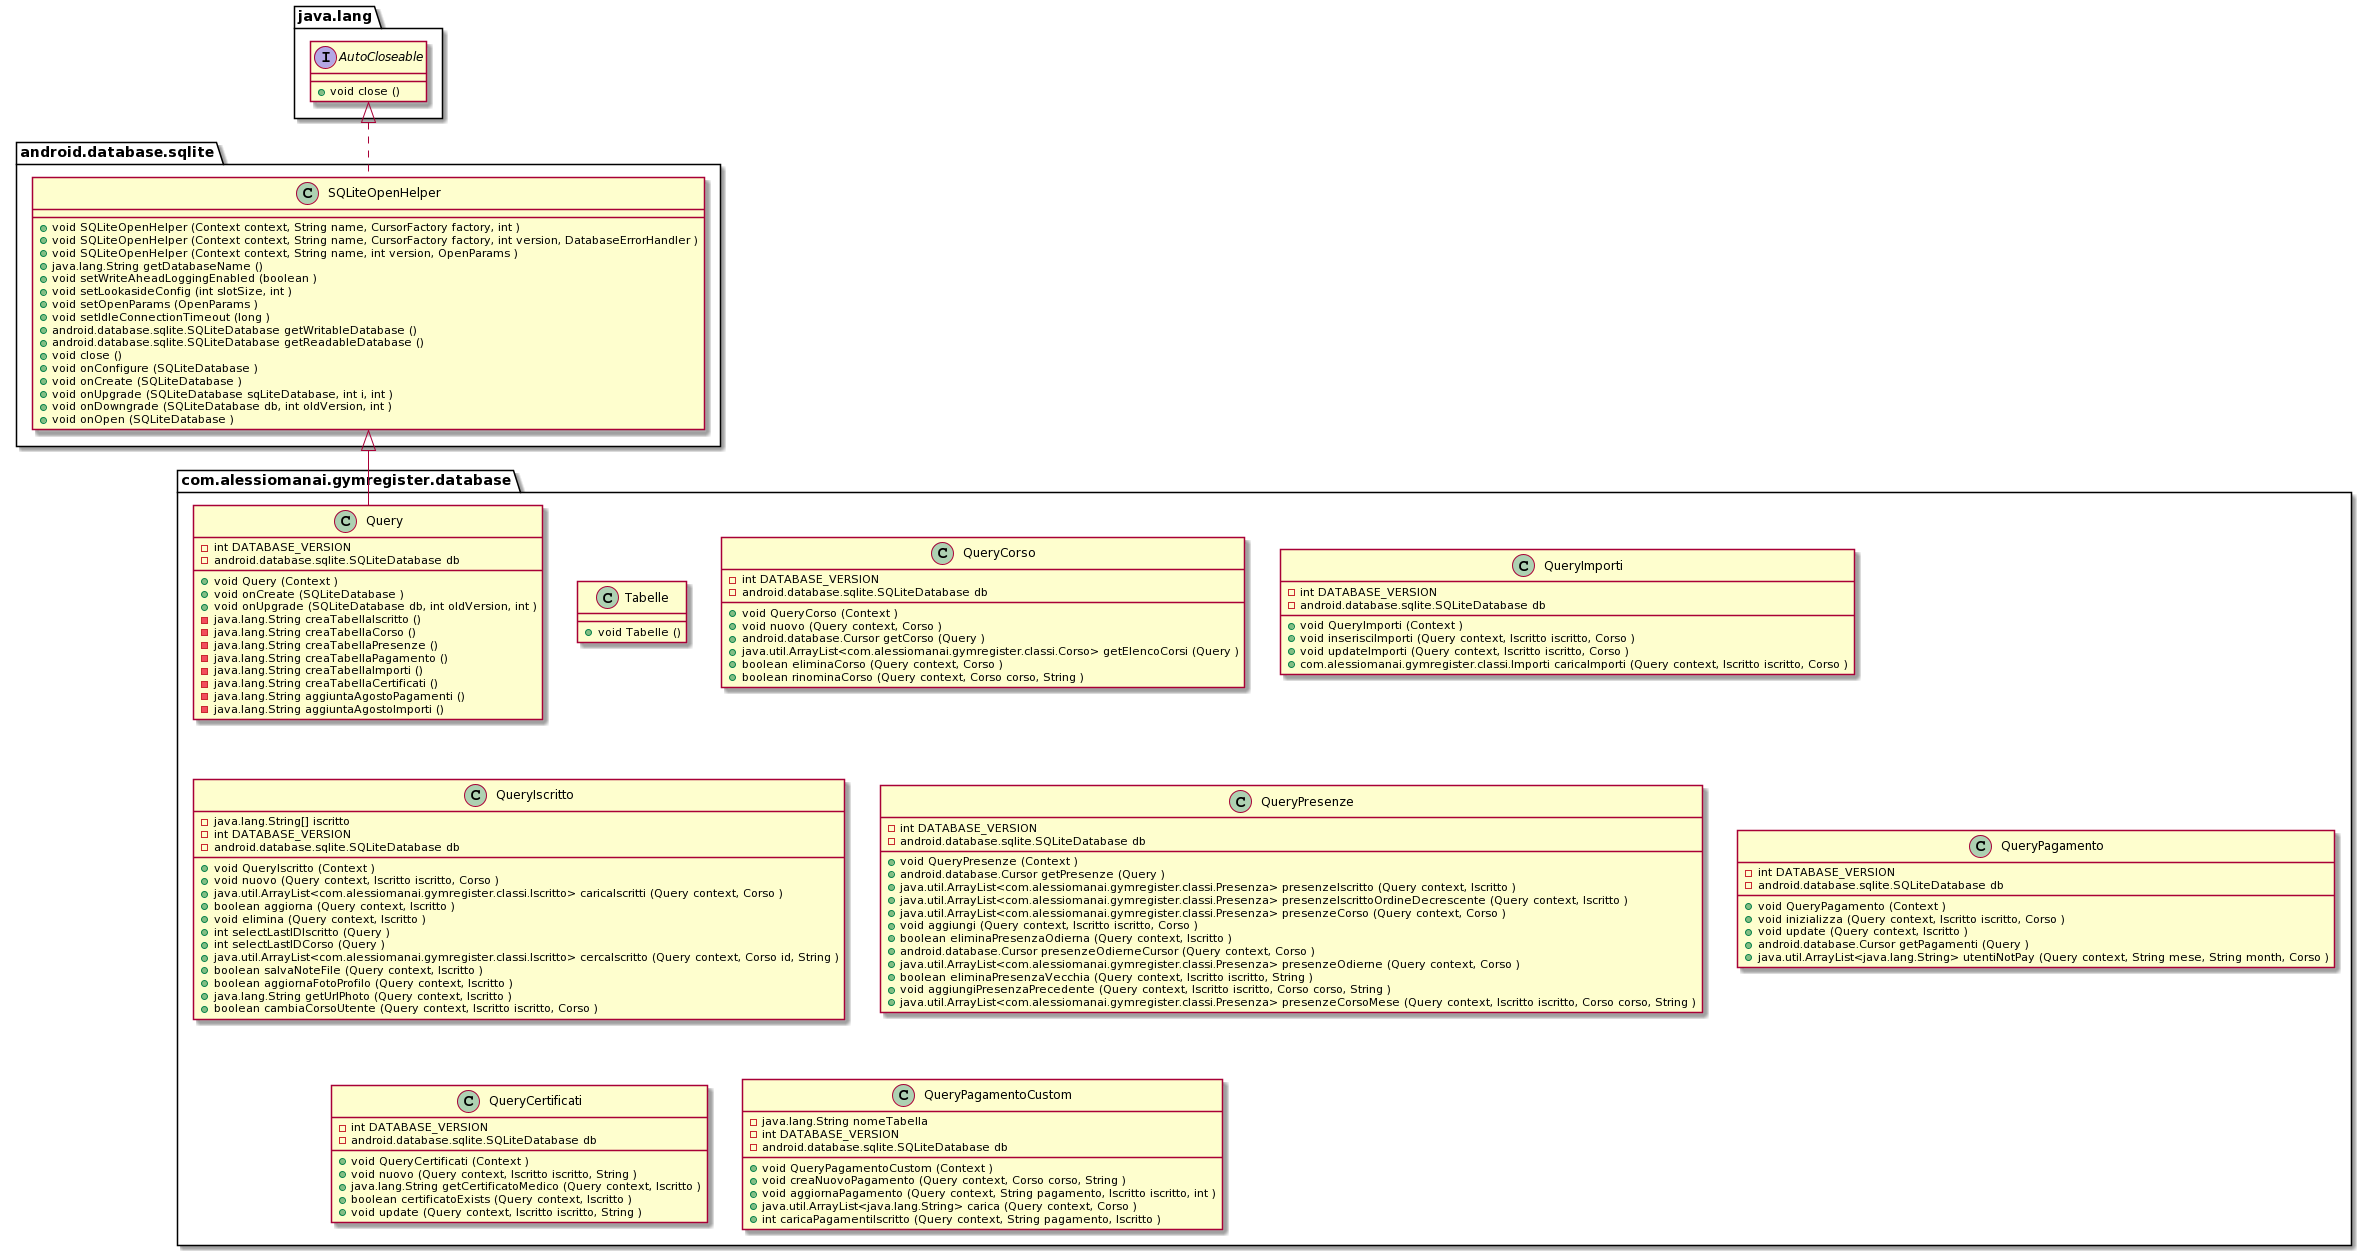 java.lang
I AutoCloseable
void close ()
android.database.sqlite
C SQLiteOpenHelper
void SQLiteOpenHelper (Context context, String name, CursorFactory factory, int )
void SQLiteOpenHelper (Context context, String name, CursorFactory factory, int version, DatabaseErrorHandler )
void SQLiteOpenHelper (Context context, String name, int version, OpenParams )
java.lang.String getDatabaseName ()
void setWriteAheadLoggingEnabled (boolean )
void setLookasideConfig (int slotSize, int )
void setOpenParams (OpenParams )
void setIdleConnectionTimeout (long )
android.database.sqlite.SQLiteDatabase getWritableDatabase ()
android.database.sqlite.SQLiteDatabase getReadableDatabase ()
void close ()
void onConfigure (SQLiteDatabase )
void onCreate (SQLiteDatabase )
void onUpgrade (SQLiteDatabase sqLiteDatabase, int i, int )
void onDowngrade (SQLiteDatabase db, int oldVersion, int )
void onOpen (SQLiteDatabase )
com.alessiomanai.gymregister.database
C Query
int DATABASE_VERSION
android.database.sqlite.SQLiteDatabase db
void Query (Context )
void onCreate (SQLiteDatabase )
void onUpgrade (SQLiteDatabase db, int oldVersion, int )
java.lang.String creaTabellaIscritto ()
java.lang.String creaTabellaCorso ()
java.lang.String creaTabellaPresenze ()
java.lang.String creaTabellaPagamento ()
java.lang.String creaTabellaImporti ()
java.lang.String creaTabellaCertificati ()
java.lang.String aggiuntaAgostoPagamenti ()
java.lang.String aggiuntaAgostoImporti ()
C Tabelle
void Tabelle ()
C QueryCorso
int DATABASE_VERSION
android.database.sqlite.SQLiteDatabase db
void QueryCorso (Context )
void nuovo (Query context, Corso )
android.database.Cursor getCorso (Query )
java.util.ArrayList<com.alessiomanai.gymregister.classi.Corso> getElencoCorsi (Query )
boolean eliminaCorso (Query context, Corso )
boolean rinominaCorso (Query context, Corso corso, String )
C QueryImporti
int DATABASE_VERSION
android.database.sqlite.SQLiteDatabase db
void QueryImporti (Context )
void inserisciImporti (Query context, Iscritto iscritto, Corso )
void updateImporti (Query context, Iscritto iscritto, Corso )
com.alessiomanai.gymregister.classi.Importi caricaImporti (Query context, Iscritto iscritto, Corso )
C QueryIscritto
java.lang.String[] iscritto
int DATABASE_VERSION
android.database.sqlite.SQLiteDatabase db
void QueryIscritto (Context )
void nuovo (Query context, Iscritto iscritto, Corso )
java.util.ArrayList<com.alessiomanai.gymregister.classi.Iscritto> caricaIscritti (Query context, Corso )
boolean aggiorna (Query context, Iscritto )
void elimina (Query context, Iscritto )
int selectLastIDIscritto (Query )
int selectLastIDCorso (Query )
java.util.ArrayList<com.alessiomanai.gymregister.classi.Iscritto> cercaIscritto (Query context, Corso id, String )
boolean salvaNoteFile (Query context, Iscritto )
boolean aggiornaFotoProfilo (Query context, Iscritto )
java.lang.String getUrlPhoto (Query context, Iscritto )
boolean cambiaCorsoUtente (Query context, Iscritto iscritto, Corso )
C QueryPresenze
int DATABASE_VERSION
android.database.sqlite.SQLiteDatabase db
void QueryPresenze (Context )
android.database.Cursor getPresenze (Query )
java.util.ArrayList<com.alessiomanai.gymregister.classi.Presenza> presenzeIscritto (Query context, Iscritto )
java.util.ArrayList<com.alessiomanai.gymregister.classi.Presenza> presenzeIscrittoOrdineDecrescente (Query context, Iscritto )
java.util.ArrayList<com.alessiomanai.gymregister.classi.Presenza> presenzeCorso (Query context, Corso )
void aggiungi (Query context, Iscritto iscritto, Corso )
boolean eliminaPresenzaOdierna (Query context, Iscritto )
android.database.Cursor presenzeOdierneCursor (Query context, Corso )
java.util.ArrayList<com.alessiomanai.gymregister.classi.Presenza> presenzeOdierne (Query context, Corso )
boolean eliminaPresenzaVecchia (Query context, Iscritto iscritto, String )
void aggiungiPresenzaPrecedente (Query context, Iscritto iscritto, Corso corso, String )
java.util.ArrayList<com.alessiomanai.gymregister.classi.Presenza> presenzeCorsoMese (Query context, Iscritto iscritto, Corso corso, String )
C QueryPagamento
int DATABASE_VERSION
android.database.sqlite.SQLiteDatabase db
void QueryPagamento (Context )
void inizializza (Query context, Iscritto iscritto, Corso )
void update (Query context, Iscritto )
android.database.Cursor getPagamenti (Query )
java.util.ArrayList<java.lang.String> utentiNotPay (Query context, String mese, String month, Corso )
C QueryCertificati
int DATABASE_VERSION
android.database.sqlite.SQLiteDatabase db
void QueryCertificati (Context )
void nuovo (Query context, Iscritto iscritto, String )
java.lang.String getCertificatoMedico (Query context, Iscritto )
boolean certificatoExists (Query context, Iscritto )
void update (Query context, Iscritto iscritto, String )
C QueryPagamentoCustom
java.lang.String nomeTabella
int DATABASE_VERSION
android.database.sqlite.SQLiteDatabase db
void QueryPagamentoCustom (Context )
void creaNuovoPagamento (Query context, Corso corso, String )
void aggiornaPagamento (Query context, String pagamento, Iscritto iscritto, int )
java.util.ArrayList<java.lang.String> carica (Query context, Corso )
int caricaPagamentiIscritto (Query context, String pagamento, Iscritto )